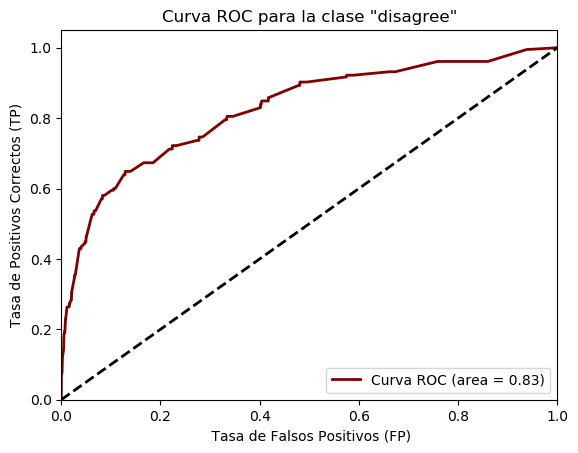 Curva ROC para la clase "disagree"
Tasa de Positivos Correctos (TP)
1.0
0.8
0.6
0.4
0.2
0.0
0.0 0.2 0.4 0.6 0.8 1.0
Curva ROC (area = 0.83)
Tasa de Falsos Positivos (FP)